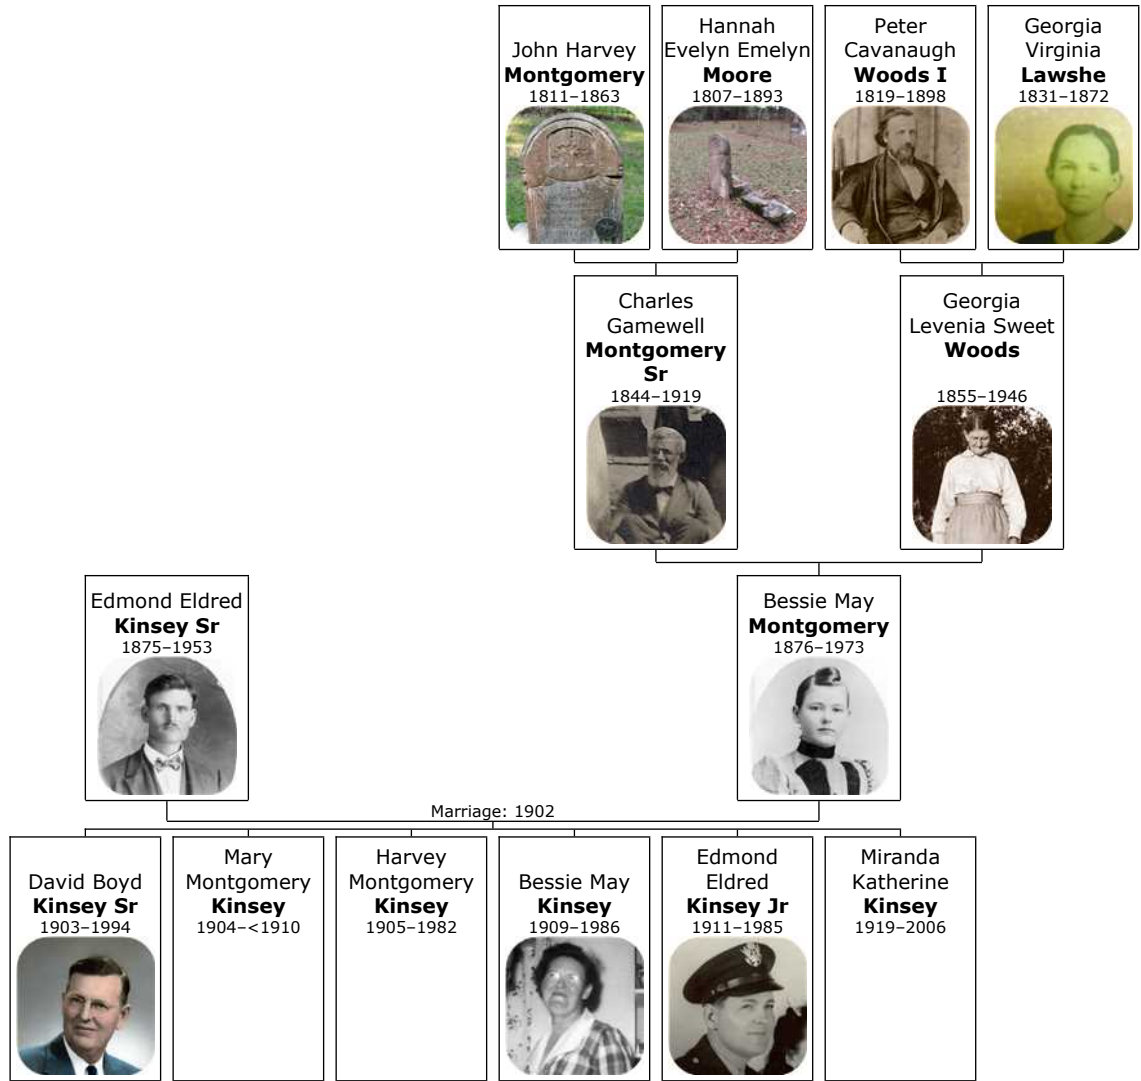 John Harvey
Montgomery
1811–1863
Hannah
Evelyn Emelyn
Moore
1807–1893
Peter
Cavanaugh
Woods I
1819–1898
Georgia
Virginia
Lawshe
1831–1872
Charles
Gamewell
Montgomery
Sr
1844–1919
Georgia
Levenia Sweet
Woods
1855–1946
Edmond Eldred
Kinsey Sr
1875–1953
Bessie May
Montgomery
1876–1973
Marriage: 1902
David Boyd
Kinsey Sr
1903–1994
Mary
Montgomery
Kinsey
1904–<1910
Harvey
Montgomery
Kinsey
1905–1982
Bessie May
Kinsey
1909–1986
Edmond
Eldred
Kinsey Jr
1911–1985
Miranda
Katherine
Kinsey
1919–2006